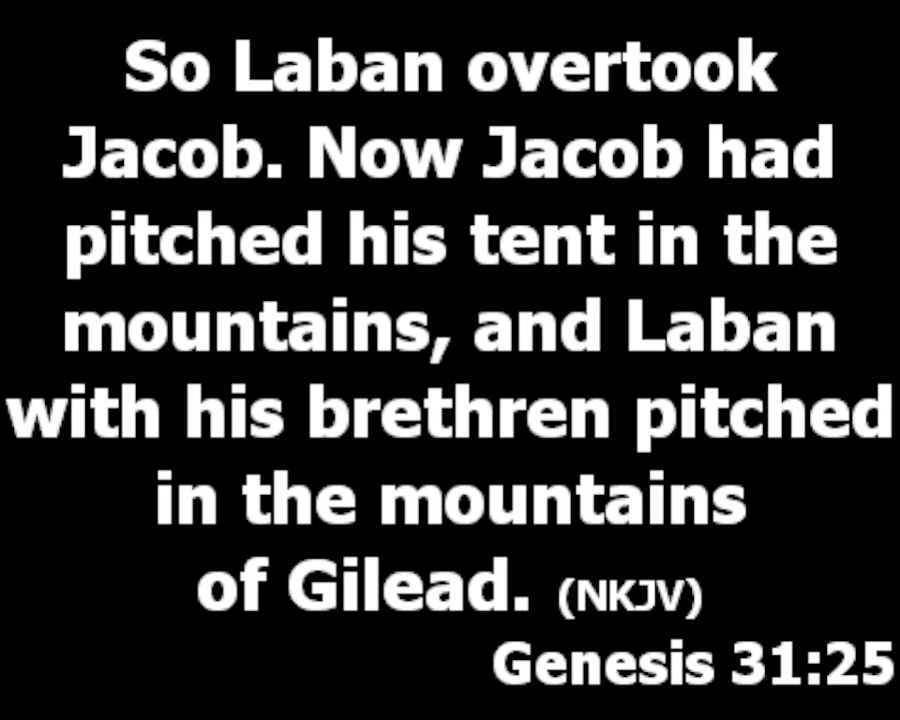 So Laban overtook
Jacob. Now Jacob had
pitched his tent in the
mountains, and Laban
with his brethren pitched
in the mountains
of Gilead. (NKJV)
Genesis 31:25